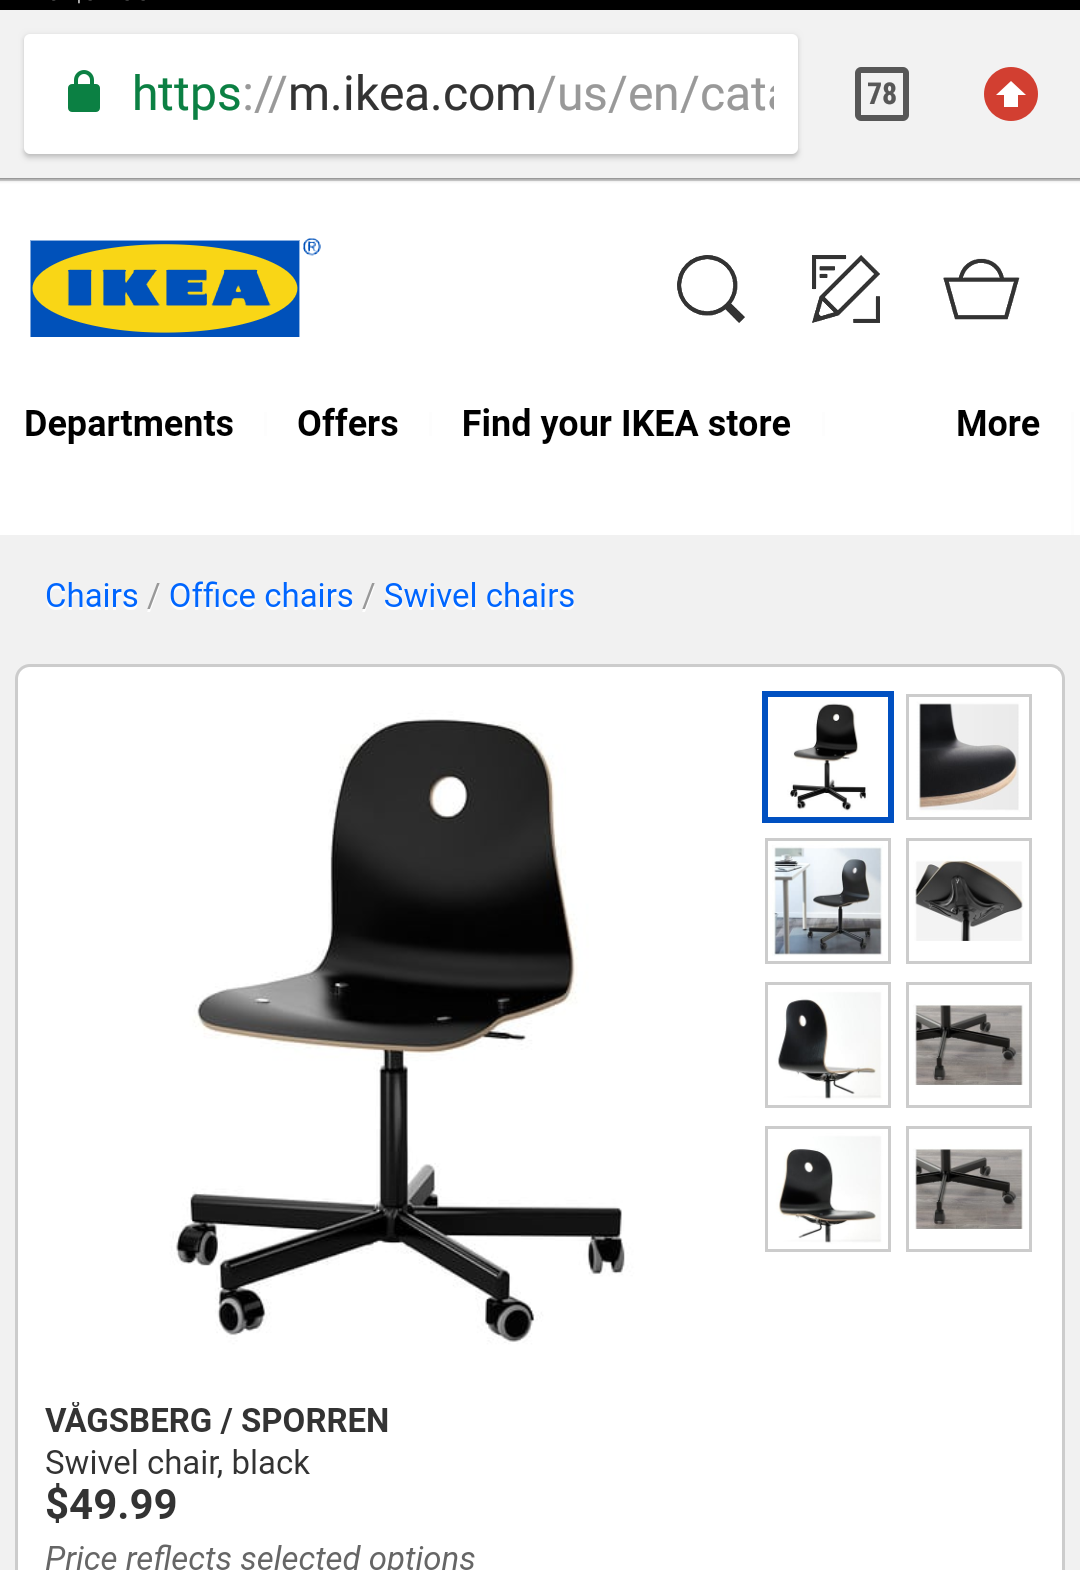 https://m.ikea.com/us/en/cat
78
IKEA®
Departments Offers Find your IKEA store More
Chairs / Office chairs / Swivel chairs
VÅGSBERG / SPORREN
Swivel chair, black
$49.99
Price reflects selected options